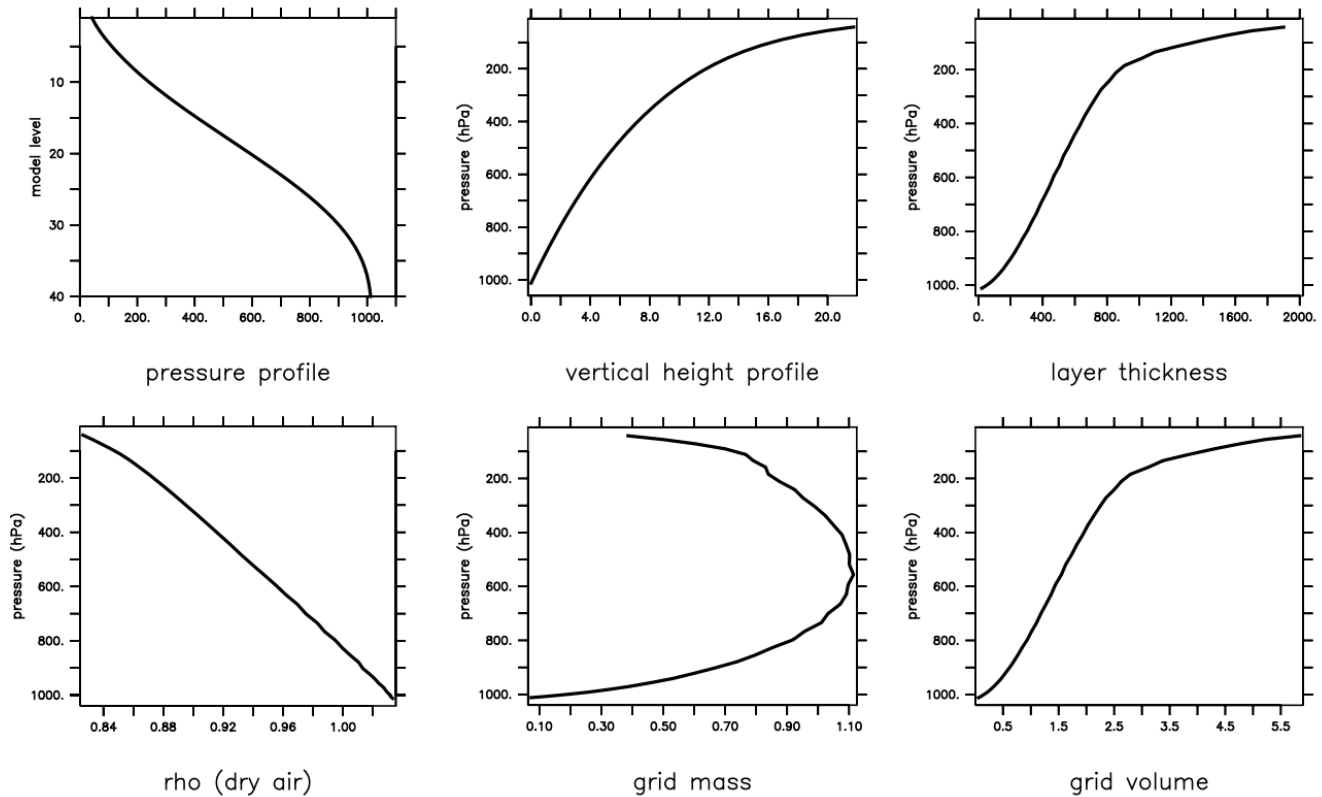 10
20
30
40
model level
0. 200. 400. 600. 800. 1000.
pressure profile
200.
400.
600.
800.
1000.
pressure (hPa)
0.0 4.0 8.0 12.0 16.0 20.0
vertical height profile
200.
400.
600.
800.
1000.
pressure (hPa)
0. 400. 800. 1200. 1600. 2000.
layer thickness
200.
400.
600.
800.
1000.
pressure (hPa)
0.84 0.88 0.92 0.96 1.00
rho (dry air)
200.
400.
600.
800.
1000.
pressure (hPa)
0.10 0.30 0.50 0.70 0.90 1.10
grid mass
200.
400.
600.
800.
1000.
pressure (hPa)
0.5 1.5 2.5 3.5 4.5 5.5
grid volume